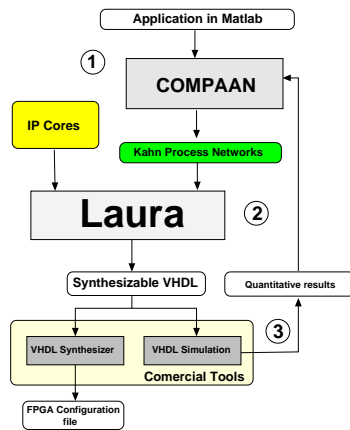 Application in Matlab
1
COMPAAN
IP Cores
Kahn Process Networks
Laura
2
Synthesizable VHDL
Quantitative results
3
VHDL Synthesizer
VHDL Simulation
Comercial Tools
FPGA Configuration
file